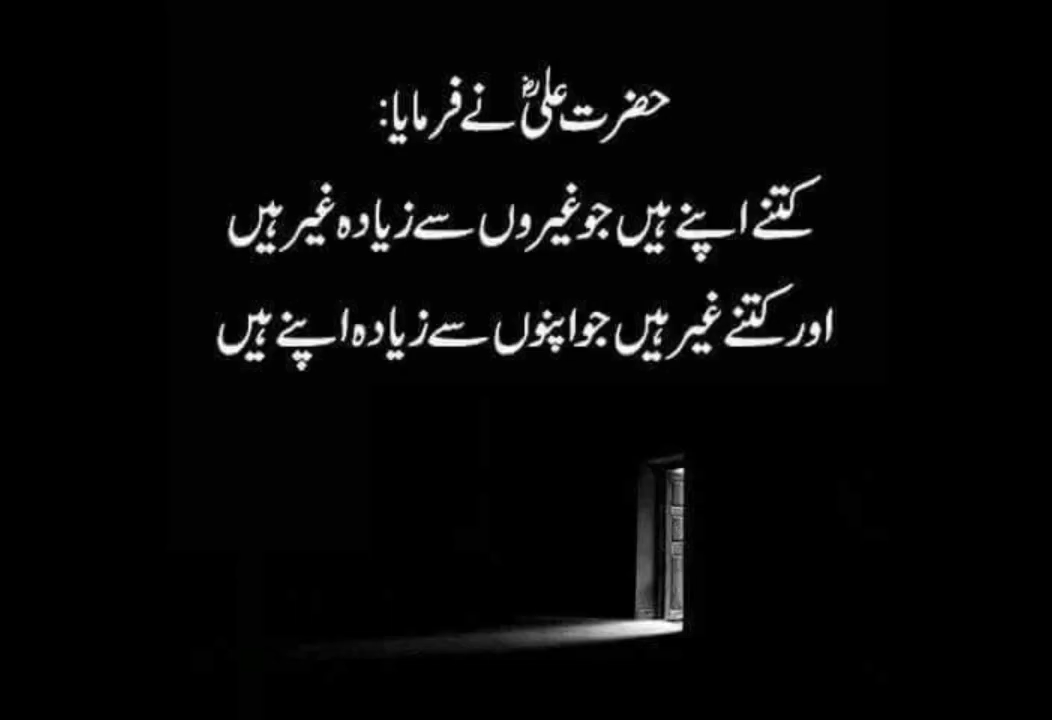 حضرت علیؓ نے فرمایا:
کتنے اپنے ہیں جو غیروں سے زیادہ غیر ہیں
اور کتنے غیر ہیں جو اپنوں سے زیادہ اپنے ہیں